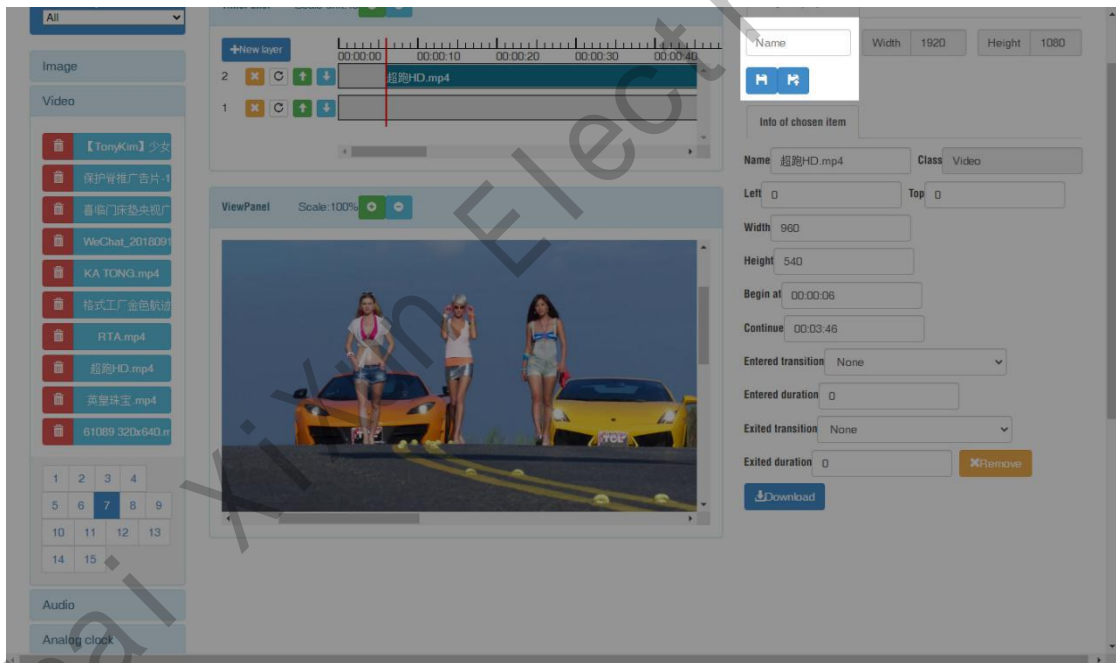 All
Image
Video
【TonyKim】少女
保护脊椎广告片-1
喜临门床垫央视广
WeChat_2018091
KA TONG.mp4
格式工厂金色航迹
RTA.mp4
超跑HD.mp4
英皇珠宝.mp4
61089 320x640.m
1 2 3 4
5 6 7 8 9
10 11 12 13
14 15
Audio
Analog clock
New layer
00:00:00 00:00:10 00:00:20 00:00:30 00:00:40
2 超跑HD.mp4
1
ViewPanel Scale:100%
TCL
TCL
Name Width 1920 Height 1080
Info of chosen item
Name 超跑HD.mp4 Class Video
Left 0 Top 0
Width 960
Height 540
Begin at 00:00:06
Continue 00:03:46
Entered transition None
Entered duration 0
Exited transition None
Exited duration 0 Remove
Download